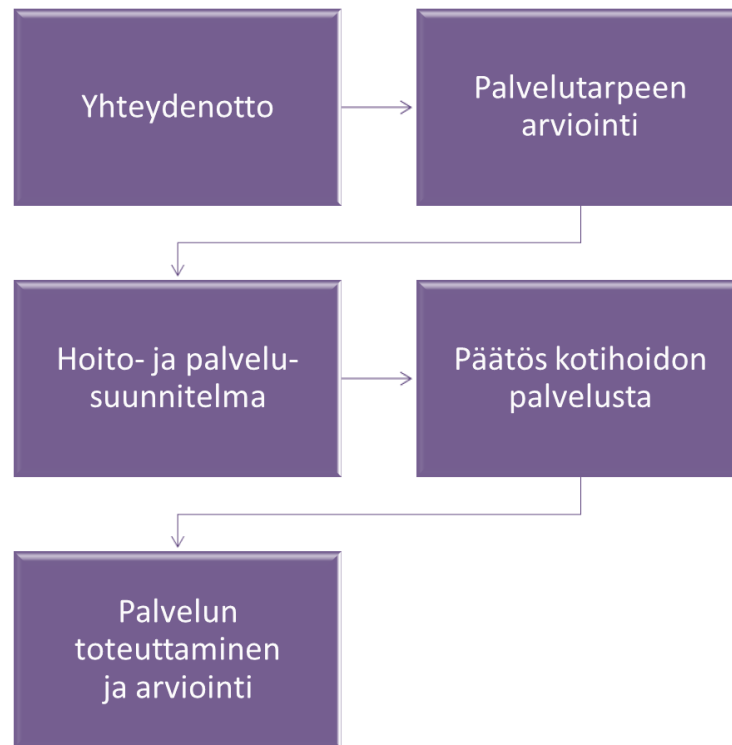 Yhteydenotto
Palvelutarpeen
arviointi
Hoito- ja palvelu-
suunnitelma
Päätös kotihoidon
palvelusta
Palvelun
toteuttaminen
ja arviointi